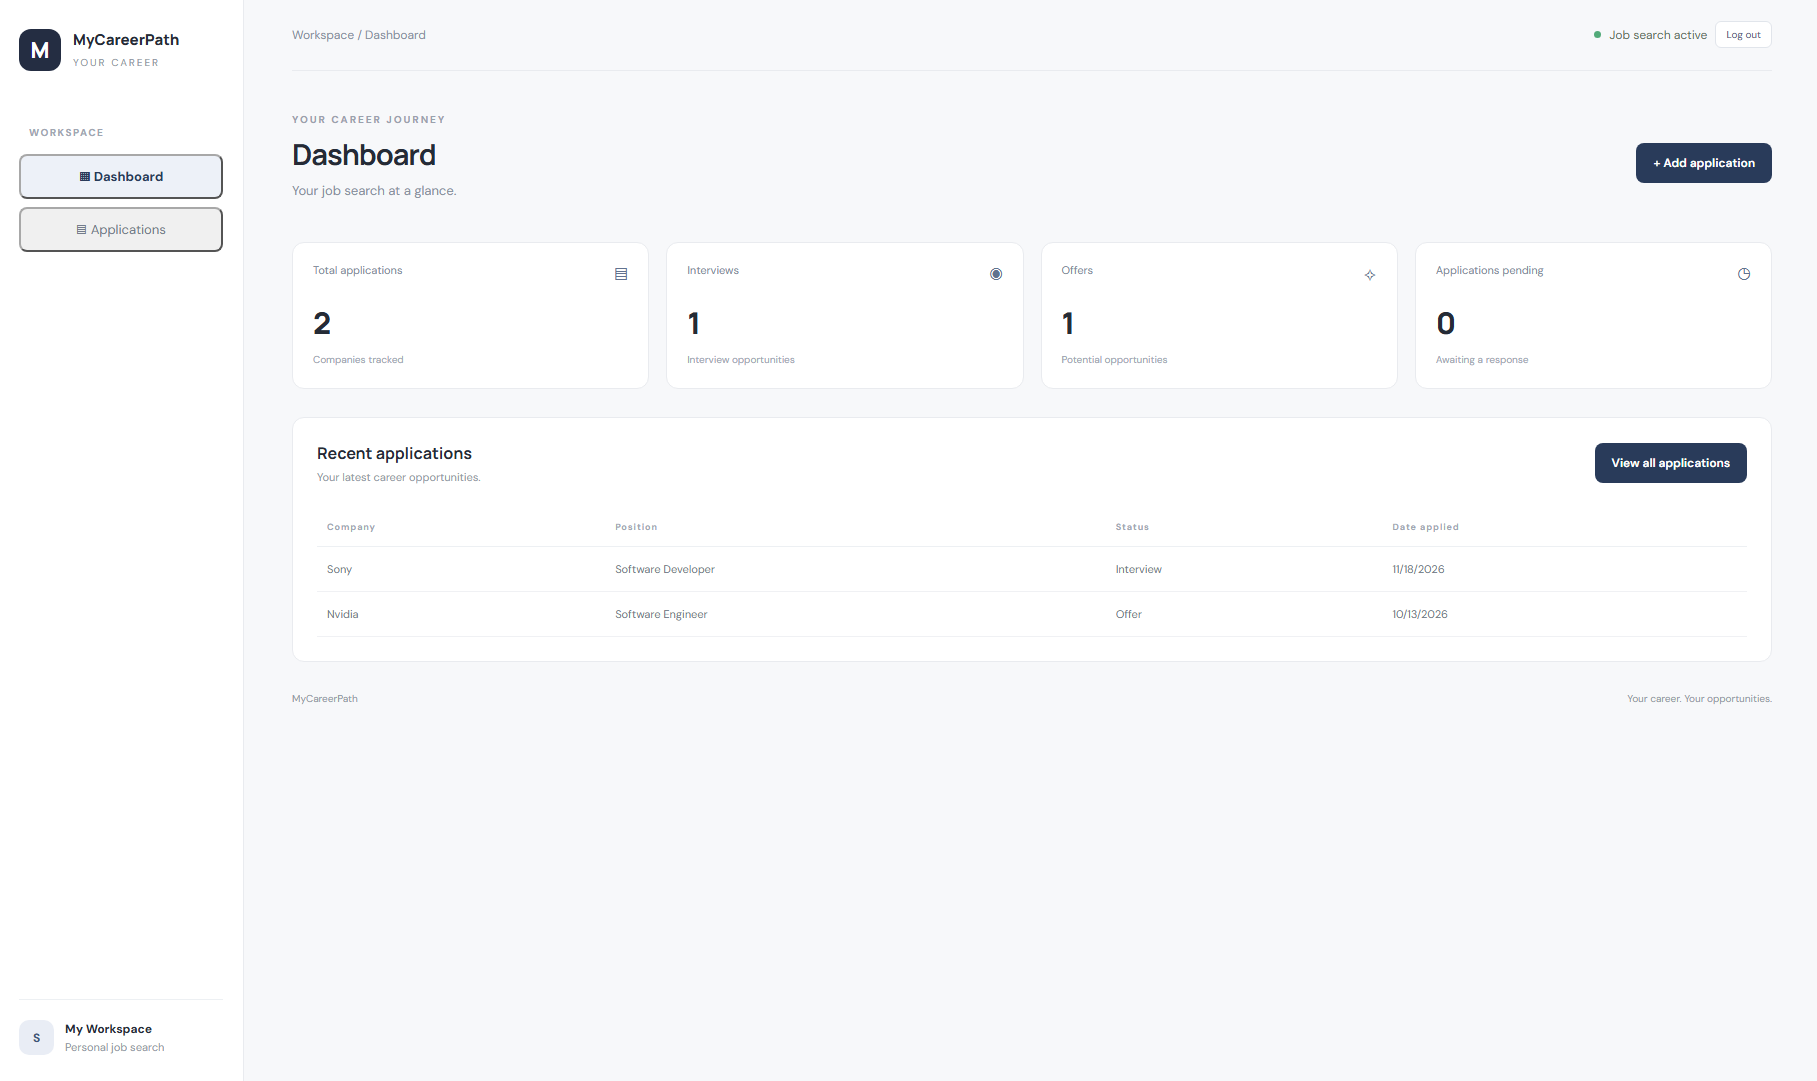 M
MyCareerPath
YOUR CAREER
WORKSPACE
Dashboard
Applications
S
My Workspace
Personal job search
Workspace / Dashboard
Job search active
Log out
YOUR CAREER JOURNEY
Dashboard
Your job search at a glance.
+ Add application
Total applications
2
Companies tracked
Interviews
1
Interview opportunities
Offers
1
Potential opportunities
Applications pending
0
Awaiting a response
Recent applications
Your latest career opportunities.
View all applications
Company Position Status Date applied
Sony Software Developer Interview 11/18/2026
Nvidia Software Engineer Offer 10/13/2026
MyCareerPath
Your career. Your opportunities.